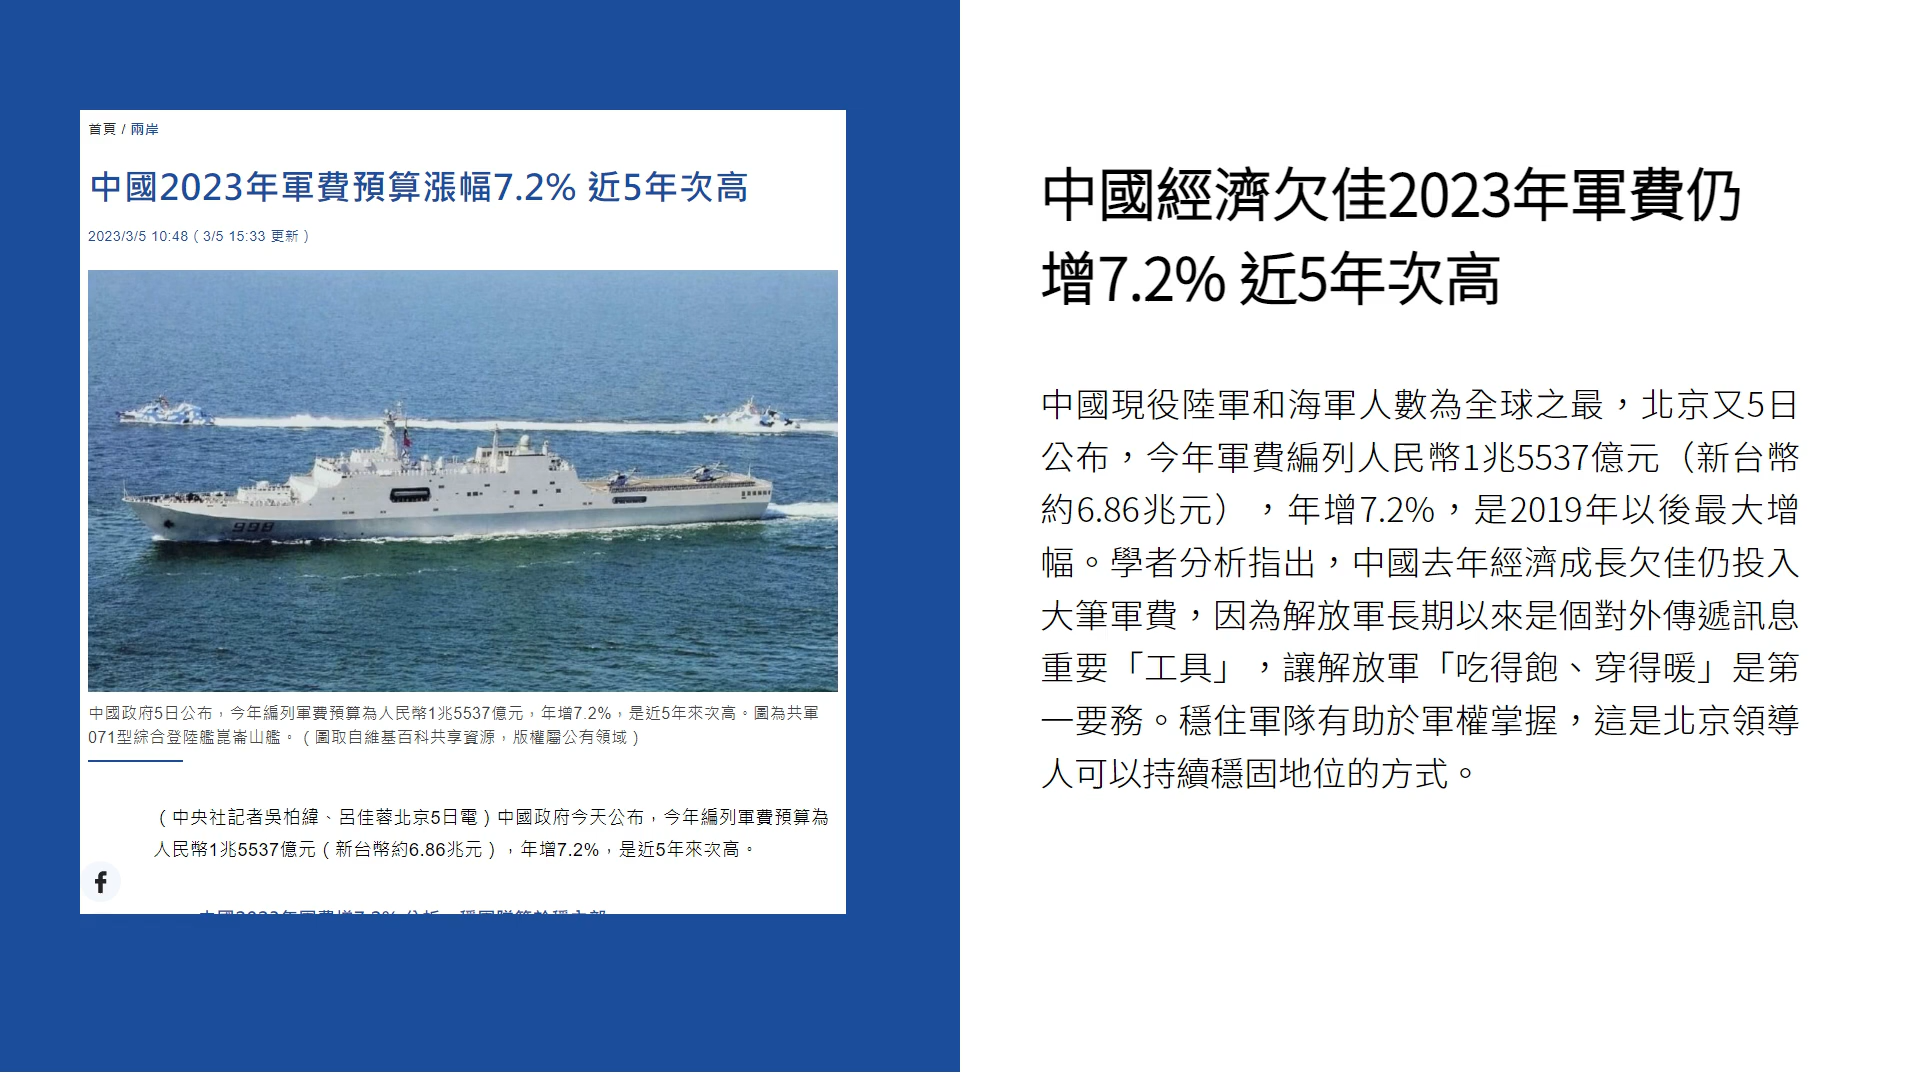 首頁 / 兩岸
中國2023年軍費預算漲幅7.2% 近5年次高
2023/3/5 10:48（3/5 15:33 更新）
998
中國政府5日公布，今年編列軍費預算為人民幣1兆5537億元，年增7.2%，是近5年來次高。圖為共軍
071型綜合登陸艦崑崙山艦。（圖取自維基百科共享資源，版權屬公有領域）
（中央社記者吳柏緯、呂佳蓉北京5日電）中國政府今天公布，今年編列軍費預算為
人民幣1兆5537億元（新台幣約6.86兆元），年增7.2%，是近5年來次高。
中國經濟欠佳2023年軍費仍
增7.2% 近5年次高
中國現役陸軍和海軍人數為全球之最，北京又5日
公布，今年軍費編列人民幣1兆5537億元（新台幣
約6.86兆元），年增7.2%，是2019年以後最大增
幅。學者分析指出，中國去年經濟成長欠佳仍投入
大筆軍費，因為解放軍長期以來是個對外傳遞訊息
重要「工具」，讓解放軍「吃得飽、穿得暖」是第
一要務。穩住軍隊有助於軍權掌握，這是北京領導
人可以持續穩固地位的方式。